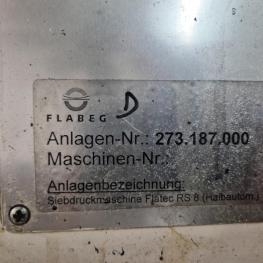 FLABEG D
Anlagen-Nr.: 273.187.000
Maschinen-Nr.:
Anlagenbezeichnung:
Siebdruckmaschine Flatec RS 8 (Halbautom.)